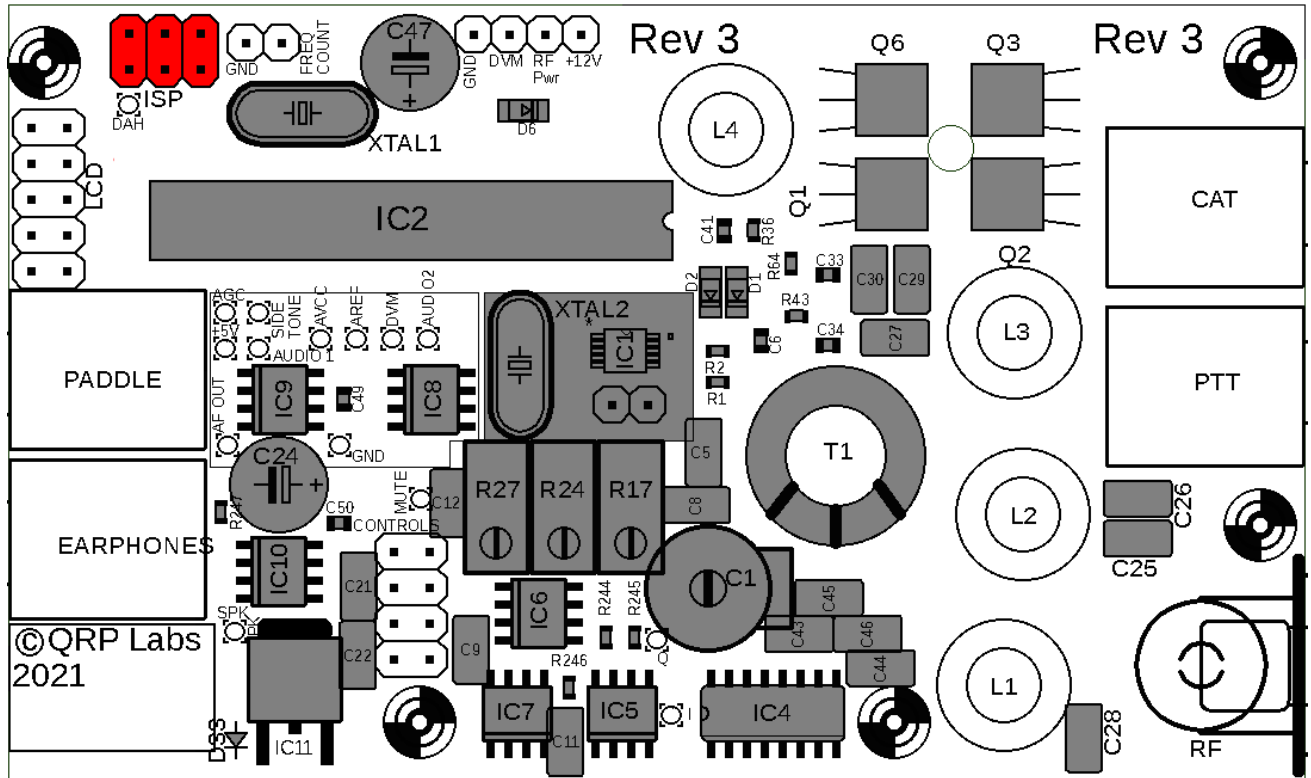 C47
Rev 3
Rev 3
Q6
Q3
GND
FREQ
COUNT
GND
DVM
RF
Pwr
+12V
ISP
DAH
XTAL1
D6
L4
LCD
CAT
IC2
Q1
C41
R36
Q2
R64
C33
C30
C29
D2
D1
AGC
SIDE
TONE
AVCC
AREF
DVM
AUDIO2
XTAL2
*
R43
L3
+5V
AUDIO 1
IC1
C6
C34
C27
PADDLE
R2
R1
PTT
AF OUT
IC9
C49
IC8
GND
C24
+
T1
C5
MUTE
C12
R27
R24
R17
C8
C26
L2
C50
CONTROLS
EARPHONES
IC10
C25
C21
C1
C45
IC6
R244
R245
SPK
C43
C46
©QRP Labs
2021
C22
C9
Q
C44
R246
L1
DS3
IC11
IC7
C11
IC5
I
IC4
C28
RF